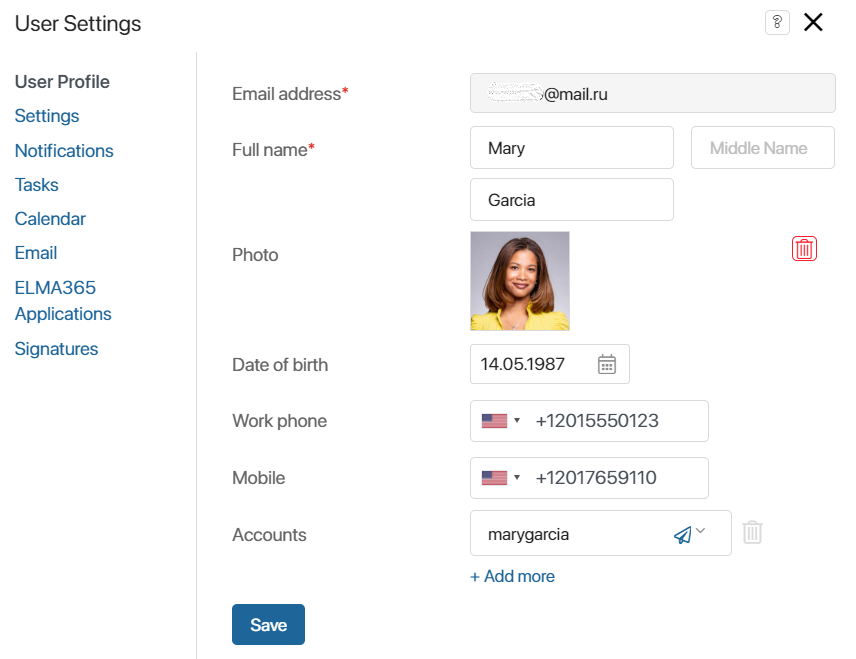 User Settings
?
User Profile
Settings
Notifications
Tasks
Calendar
Email
ELMA365
Applications
Signatures
Email address*
@mail.ru
Full name*
Mary
Middle Name
Garcia
Photo
Date of birth
14.05.1987
Work phone
+12015550123
Mobile
+12017659110
Accounts
marygarcia
+ Add more
Save